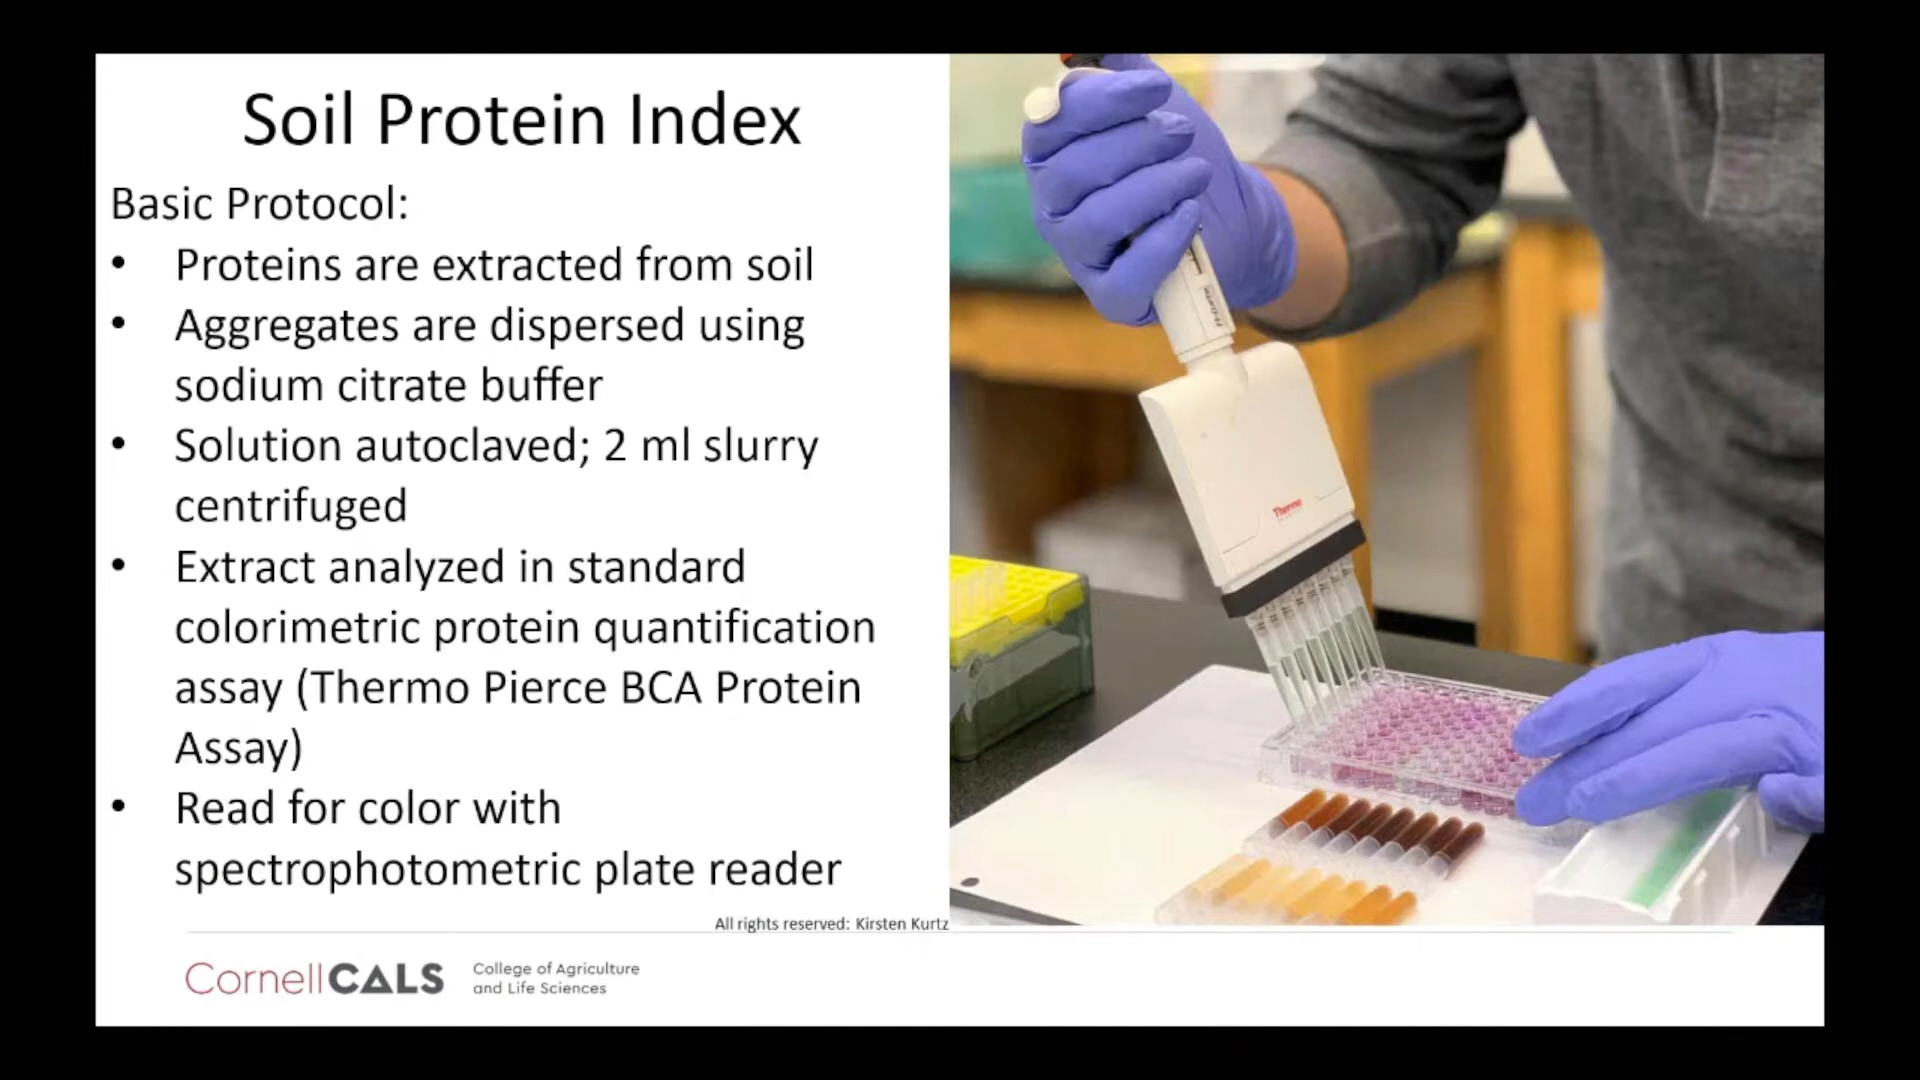 Soil Protein Index
Basic Protocol:
• Proteins are extracted from soil
• Aggregates are dispersed using
sodium citrate buffer
• Solution autoclaved; 2 ml slurry
centrifuged
• Extract analyzed in standard
colorimetric protein quantification
assay (Thermo Pierce BCA Protein
Assay)
• Read for color with
spectrophotometric plate reader
All rights reserved: Kirsten Kurtz
CornellCALS
College of Agriculture
and Life Sciences
Thermo